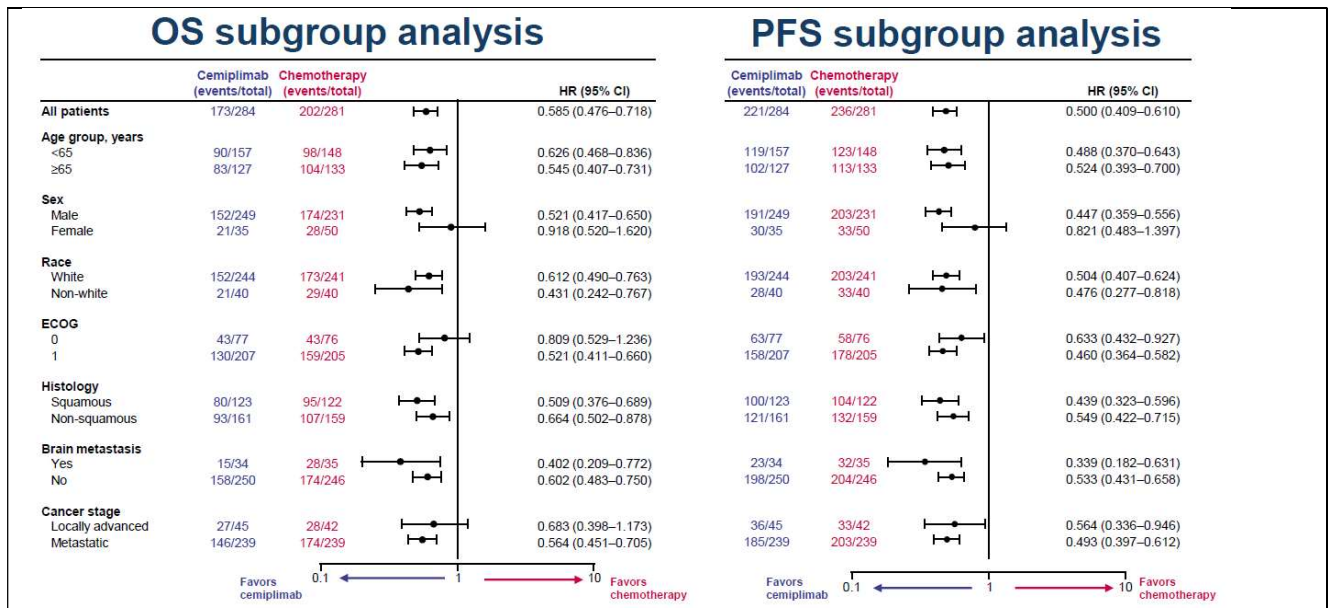 OS subgroup analysis
Cemiplimab Chemotherapy
(events/total) (events/total) HR (95% CI)
All patients 173/284 202/281 0.585 (0.476–0.718)
Age group, years
<65 90/157 98/148 0.626 (0.468–0.836)
≥65 83/127 104/133 0.545 (0.407–0.731)
Sex
Male 152/249 174/231 0.521 (0.417–0.650)
Female 21/35 28/50 0.918 (0.520–1.620)
Race
White 152/244 173/241 0.612 (0.490–0.763)
Non-white 21/40 29/40 0.431 (0.242–0.767)
ECOG
0 43/77 43/76 0.809 (0.529–1.236)
1 130/207 159/205 0.521 (0.411–0.660)
Histology
Squamous 80/123 95/122 0.509 (0.376–0.689)
Non-squamous 93/161 107/159 0.664 (0.502–0.878)
Brain metastasis
Yes 15/34 28/35 0.402 (0.209–0.772)
No 158/250 174/246 0.602 (0.483–0.750)
Cancer stage
Locally advanced 27/45 28/42 0.683 (0.398–1.173)
Metastatic 146/239 174/239 0.564 (0.451–0.705)
0.1 1 10
Favors cemiplimab
Favors chemotherapy
PFS subgroup analysis
Cemiplimab Chemotherapy
(events/total) (events/total) HR (95% CI)
221/284 236/281 0.500 (0.409–0.610)
119/157 123/148 0.488 (0.370–0.643)
102/127 113/133 0.524 (0.393–0.700)
191/249 203/231 0.447 (0.359–0.556)
30/35 33/50 0.821 (0.483–1.397)
193/244 203/241 0.504 (0.407–0.624)
28/40 33/40 0.476 (0.277–0.818)
63/77 58/76 0.633 (0.432–0.927)
158/207 178/205 0.460 (0.364–0.582)
100/123 104/122 0.439 (0.323–0.596)
121/161 132/159 0.549 (0.422–0.715)
23/34 32/35 0.339 (0.182–0.631)
198/250 204/246 0.533 (0.431–0.658)
36/45 33/42 0.564 (0.336–0.946)
185/239 203/239 0.493 (0.397–0.612)
0.1 1 10
Favors cemiplimab
Favors chemotherapy